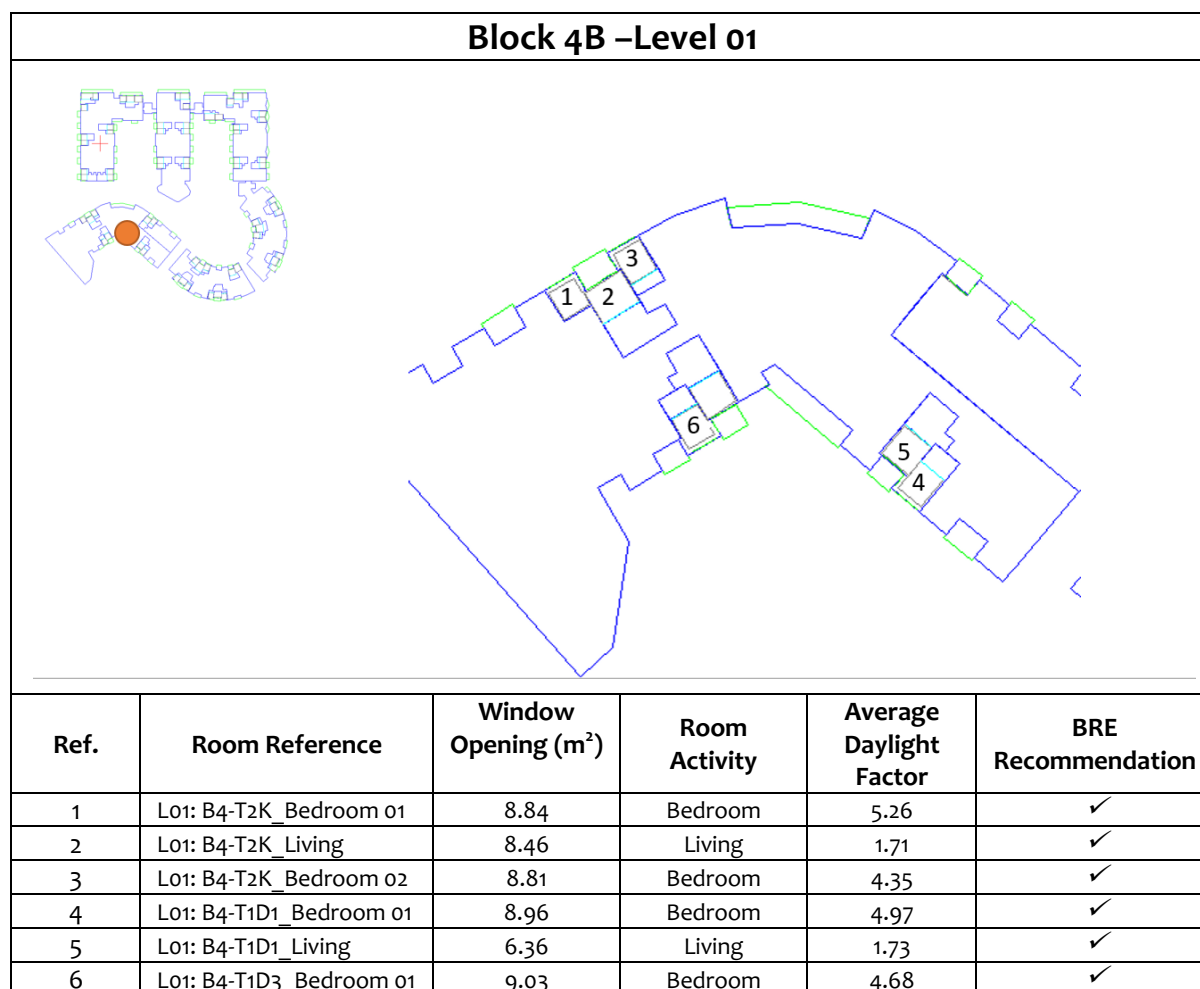 Block 4B –Level 01
3
1
2
6
5
4
Ref.
Room Reference
Window
Opening (m²)
Room
Activity
Average
Daylight
Factor
BRE
Recommendation
1 L01: B4-T2K_Bedroom 01 8.84 Bedroom 5.26 ✓
2 L01: B4-T2K_Living 8.46 Living 1.71 ✓
3 L01: B4-T2K_Bedroom 02 8.81 Bedroom 4.35 ✓
4 L01: B4-T1D1_Bedroom 01 8.96 Bedroom 4.97 ✓
5 L01: B4-T1D1_Living 6.36 Living 1.73 ✓
6 L01: B4-T1D3_Bedroom 01 9.03 Bedroom 4.68 ✓